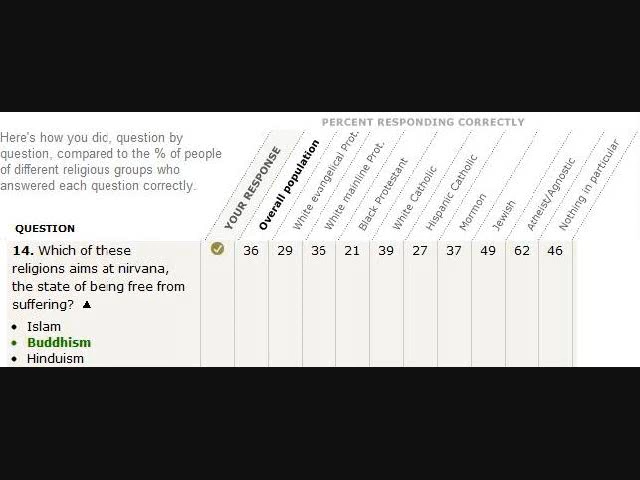 PERCENT RESPONDING CORRECTLY
Here's how you dic, question by
question, compared to the % of people
of different religious groups who
answered each question correctly.
YOUR RESPONSE
Overall population
White evangelical Prot.
White mainline Prot.
Black Protestant
White Catholic
Hispanic Catholic
Mormon
Jewish
Atheist/Agnostic
Nothing in particular
QUESTION
14. Which of these 36 29 35 21 39 27 37 49 62 46
religions aims at nirvana,
the state of being free from
suffering? ▲
• Islam
• Buddhism
• Hinduism